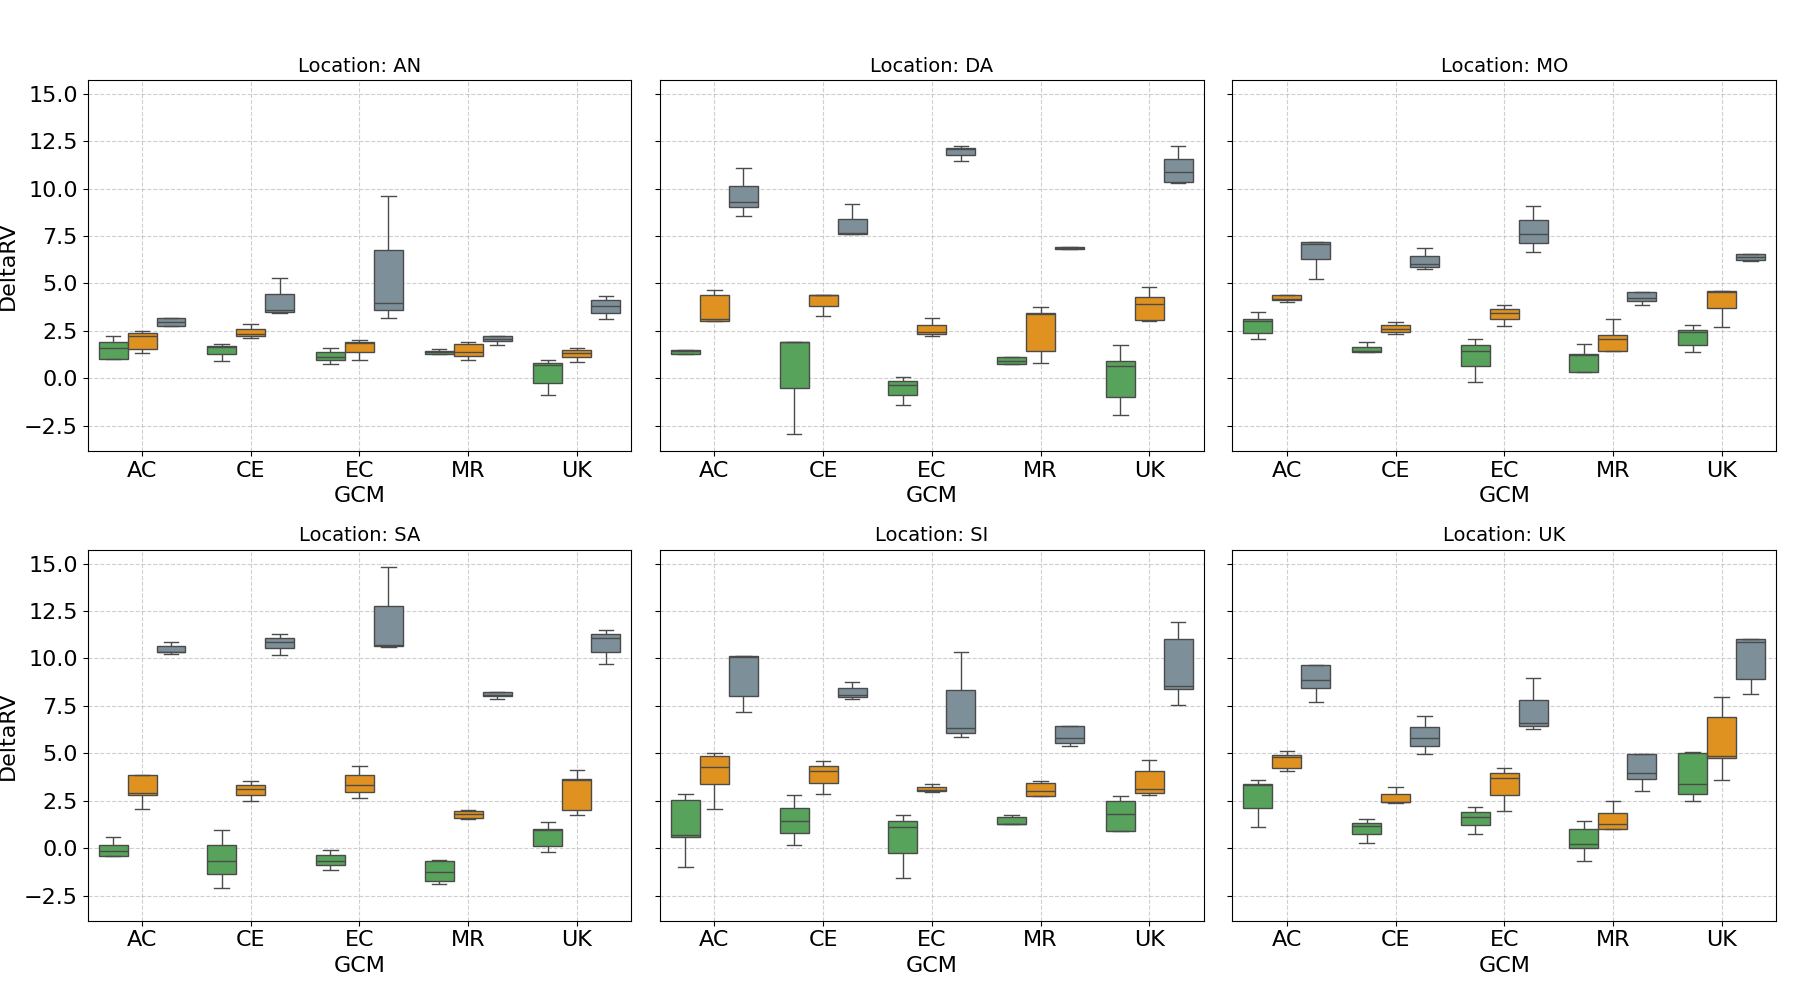 Location: AN
Location: DA
Location: MO
15.0
12.5
10.0
7.5
5.0
2.5
0.0
−2.5
DeltaRV
AC CE EC MR UK
GCM
AC CE EC MR UK
GCM
AC CE EC MR UK
GCM
Location: SA
Location: SI
Location: UK
15.0
12.5
10.0
7.5
5.0
2.5
0.0
−2.5
DeltaRV
AC CE EC MR UK
GCM
AC CE EC MR UK
GCM
AC CE EC MR UK
GCM